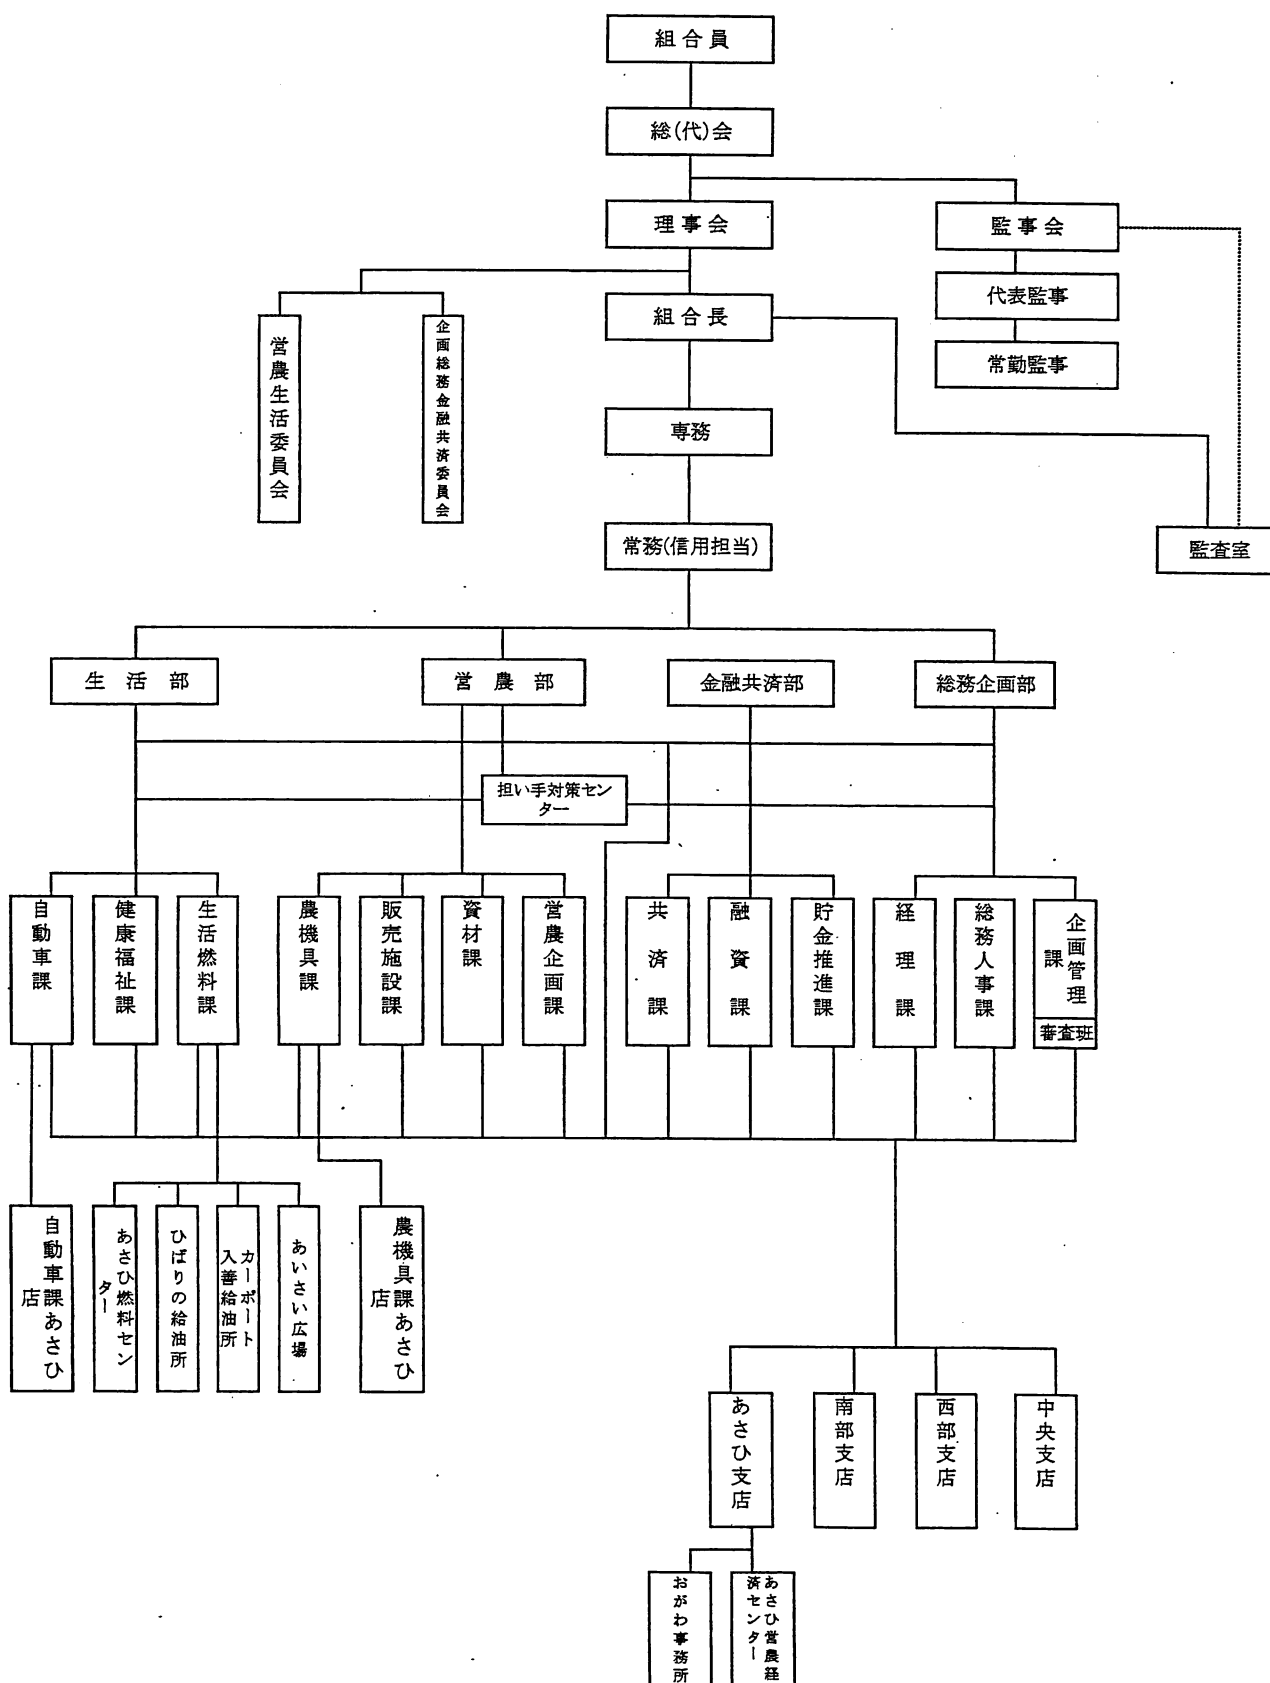 組合員
総(代)会
理事会
監事会
代表監事
常勤監事
組合長
営農生活委員会
企画総務金融共済委員会
専務
常務(信用担当)
監査室
生活部
営農部
金融共済部
総務企画部
担い手対策セン
ター
自動車課
健康福祉課
生活燃料課
農機具課
販売施設課
資材課
営農企画課
共済課
融資課
貯金推進課
経理課
総務人事課
企画管理
課
審査班
自動車課あさひ
店
あさひ燃料セン
ター
ひばりの給油所
カーポート
入善給油所
あいさい広場
農機具課あさひ
店
あさひ支店
南部支店
西部支店
中央支店
おがわ事務所
あさひ営農経
済センター